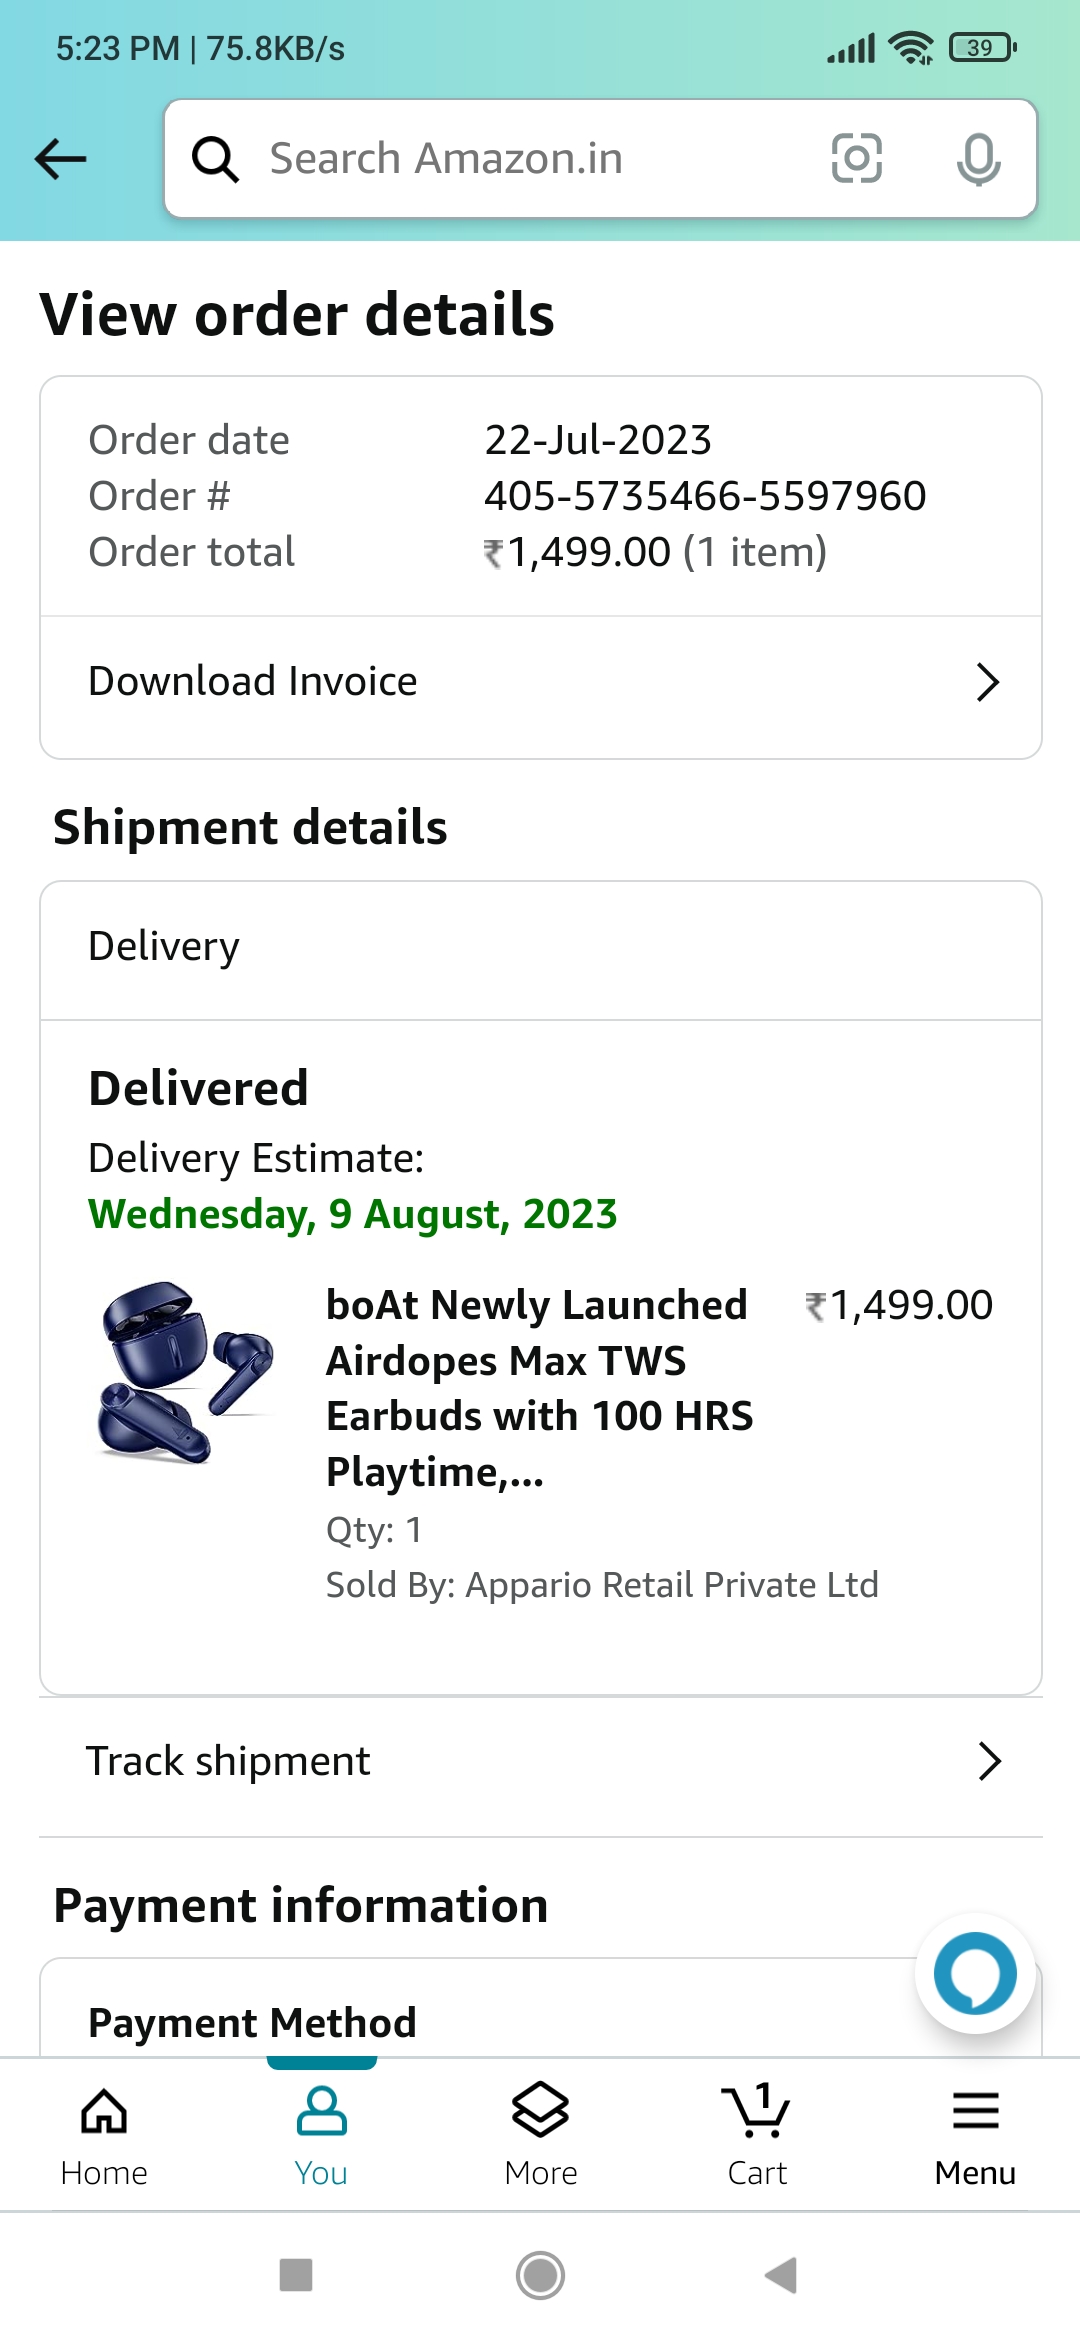 5:23 PM | 75.8KB/s
39
Search Amazon.in
View order details
Order date 22-Jul-2023
Order # 405-5735466-5597960
Order total ₹1,499.00 (1 item)
Download Invoice
Shipment details
Delivery
Delivered
Delivery Estimate:
Wednesday, 9 August, 2023
boAt Newly Launched ₹1,499.00
Airdopes Max TWS
Earbuds with 100 HRS
Playtime,...
Qty: 1
Sold By: Appario Retail Private Ltd
Track shipment
Payment information
Payment Method
1
Home You More Cart Menu